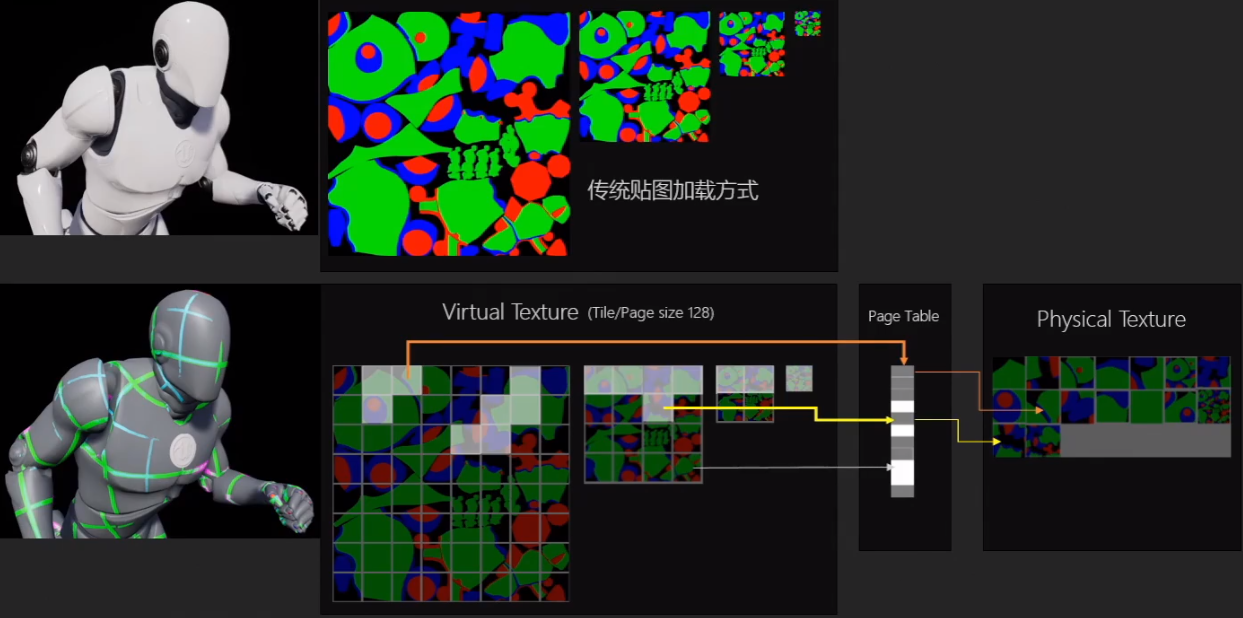 传统贴图加载方式
Virtual Texture (Tile/Page size 128)
Page Table
Physical Texture